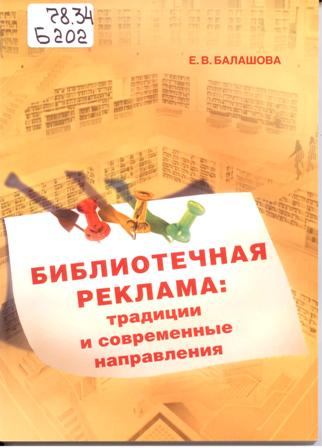 78.34
Б202
Е. В. БАЛАШОВА
БИБЛИОТЕЧНАЯ
РЕКЛАМА:
традиции
и современные
направления